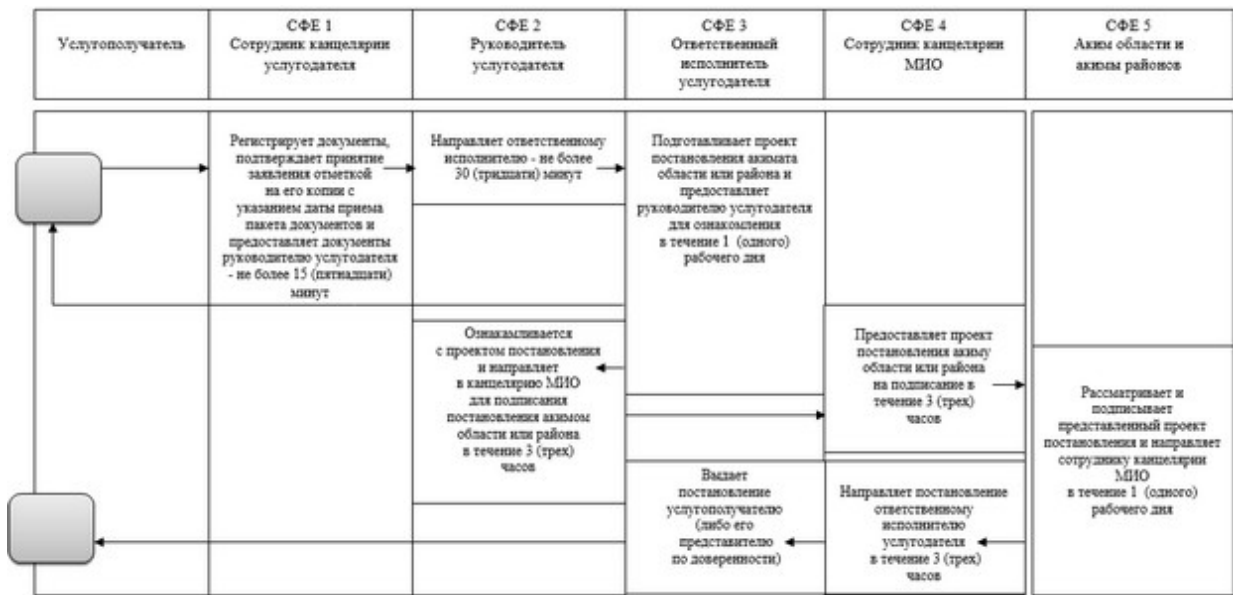 Услугополучатель
СФЕ 1
Сотрудник канцелярии
услугодателя
СФЕ 2
Руководитель
услугодателя
СФЕ 3
Ответственный
исполнитель
услугодателя
СФЕ 4
Сотрудник канцелярии
МИО
СФЕ 5
Аким области и
акимы районов
Регистрирует документы,
подтверждает принятие
заявления отметкой
на его копии с
указанием даты приема
пакета документов и
предоставляет документы
руководителю услугодателя
- не более 15 (пятнадцати)
минут
Направляет ответственному
исполнителю - не более
30 (тридцати) минут
Подготавливает проект
постановления акимата
области или района и
предоставляет
руководителю услугодателя
для ознакомления
в течение 1 (одного)
рабочего дня
Ознакамливается
с проектом постановления
и направляет
в канцелярию МИО
для подписания
постановления акимом
области или района
в течение 3 (трех)
часов
Предоставляет проект
постановления акиму
области или района
на подписание в
течение 3 (трех)
часов
Рассматривает и
подписывает
представленный проект
постановления и направляет
сотруднику канцелярии
МИО
в течение 1 (одного)
рабочего дня
Выдает
постановление
услугополучателю
(либо его
представителю
по доверенности)
Направляет постановление
ответственному
исполнителю
услугодателя
в течение 3 (трех)
часов